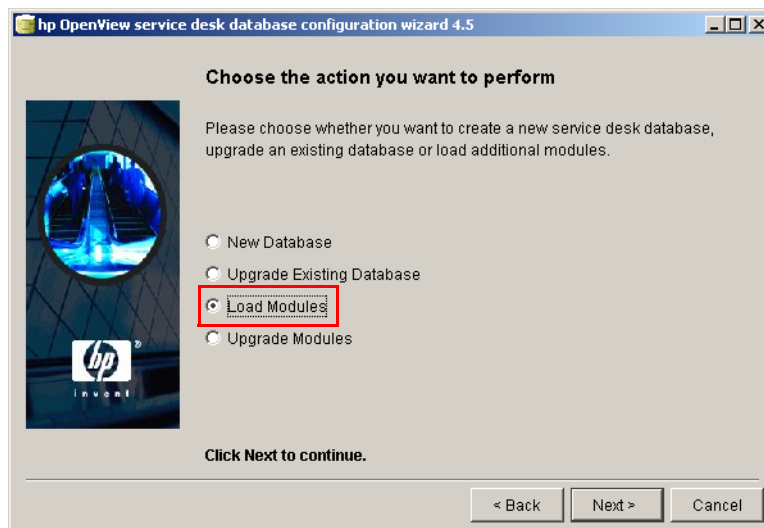 hp OpenView service desk database configuration wizard 4.5
Choose the action you want to perform
Please choose whether you want to create a new service desk database,
upgrade an existing database or load additional modules.
New Database
Upgrade Existing Database
Load Modules
Upgrade Modules
hp
®
invent
Click Next to continue.
< Back
Next >
Cancel